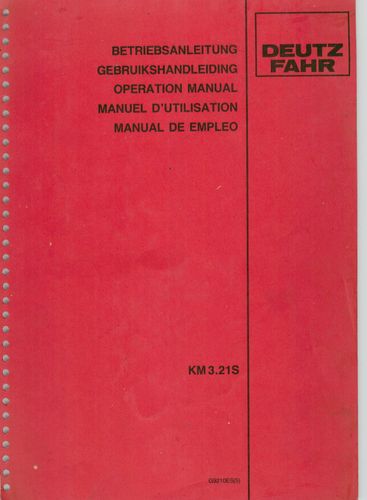 BETRIEBSANLEITUNG
GEBRUIKSHANDLEIDING
OPERATION MANUAL
MANUEL D'UTILISATION
MANUAL DE EMPLEO
DEUTZ
FAHR
KM 3.21S